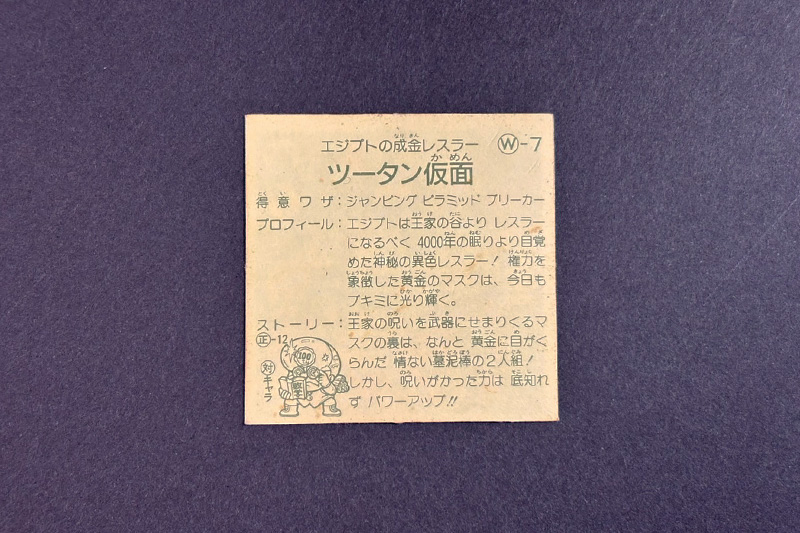 エジプトの成金レスラー Ⓦ-7
ツータン仮面
得意ワザ：ジャンピング ピラミッド ブリーカー
プロフィール：エジプトは王家の谷より レスラー
になるべく 4000年の眠りより目覚
めた神秘の異色レスラー！ 権力を
象徴した黄金のマスクは、今日も
ブキミに光り輝く。
ストーリー：王家の呪いを武器にせまりくるマ
スクの裏は、なんと 黄金に目がく
らんだ 情ない墓泥棒の2人組！
しかし、呪いがかった力は 底知れ
ず パワーアップ!!
㊣-12
対キャラ
100